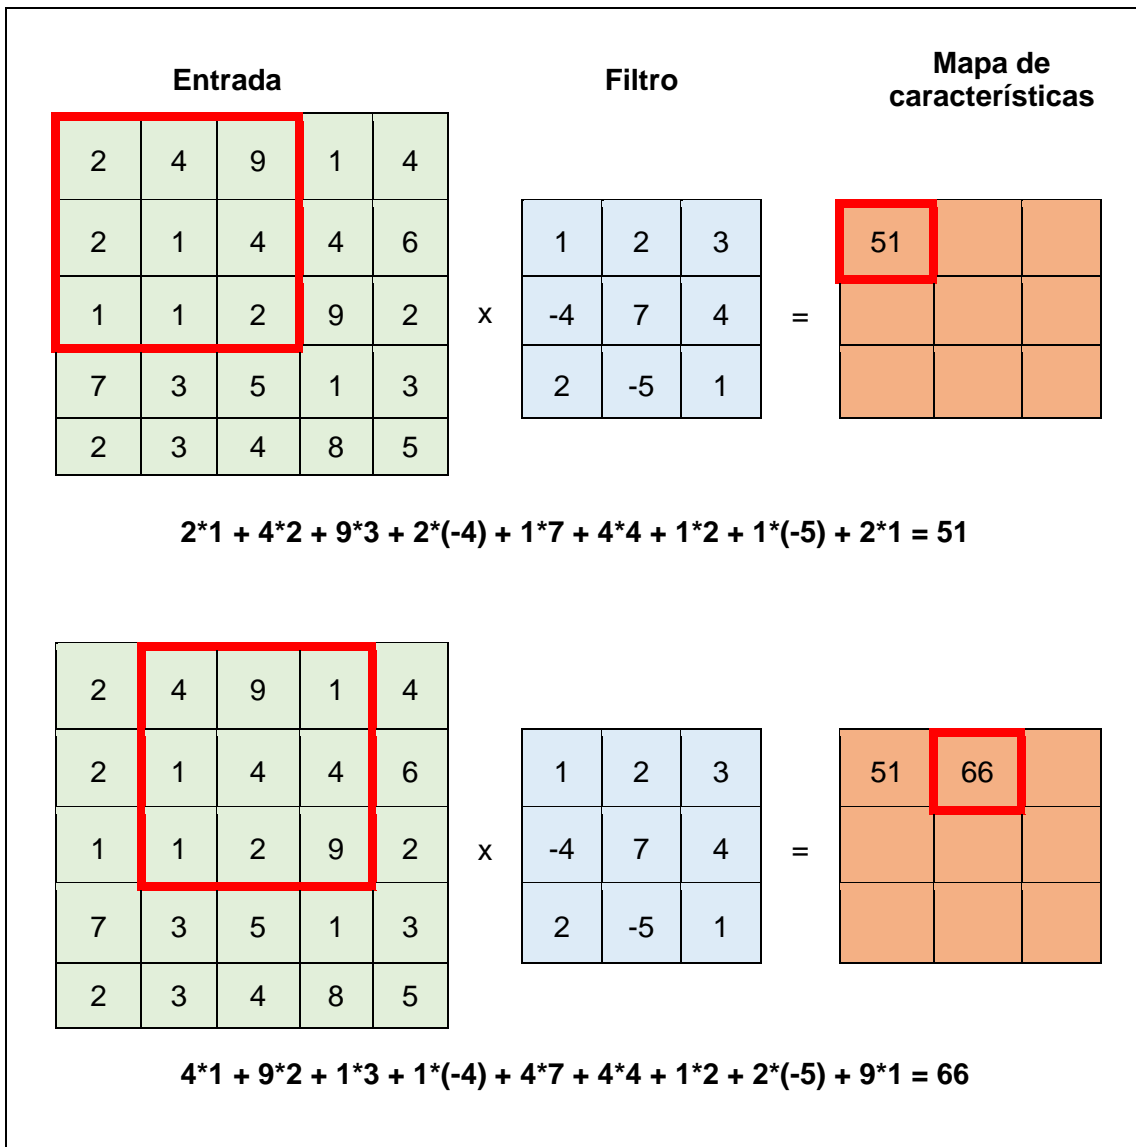 Entrada Filtro Mapa de
características
2 4 9 1 4
2 1 4 4 6 1 2 3 51
1 1 2 9 2 x -4 7 4 =
7 3 5 1 3 2 -5 1
2 3 4 8 5
2*1 + 4*2 + 9*3 + 2*(-4) + 1*7 + 4*4 + 1*2 + 1*(-5) + 2*1 = 51
2 4 9 1 4
2 1 4 4 6 1 2 3 51 66
1 1 2 9 2 x -4 7 4 =
7 3 5 1 3 2 -5 1
2 3 4 8 5
4*1 + 9*2 + 1*3 + 1*(-4) + 4*7 + 4*4 + 1*2 + 2*(-5) + 9*1 = 66